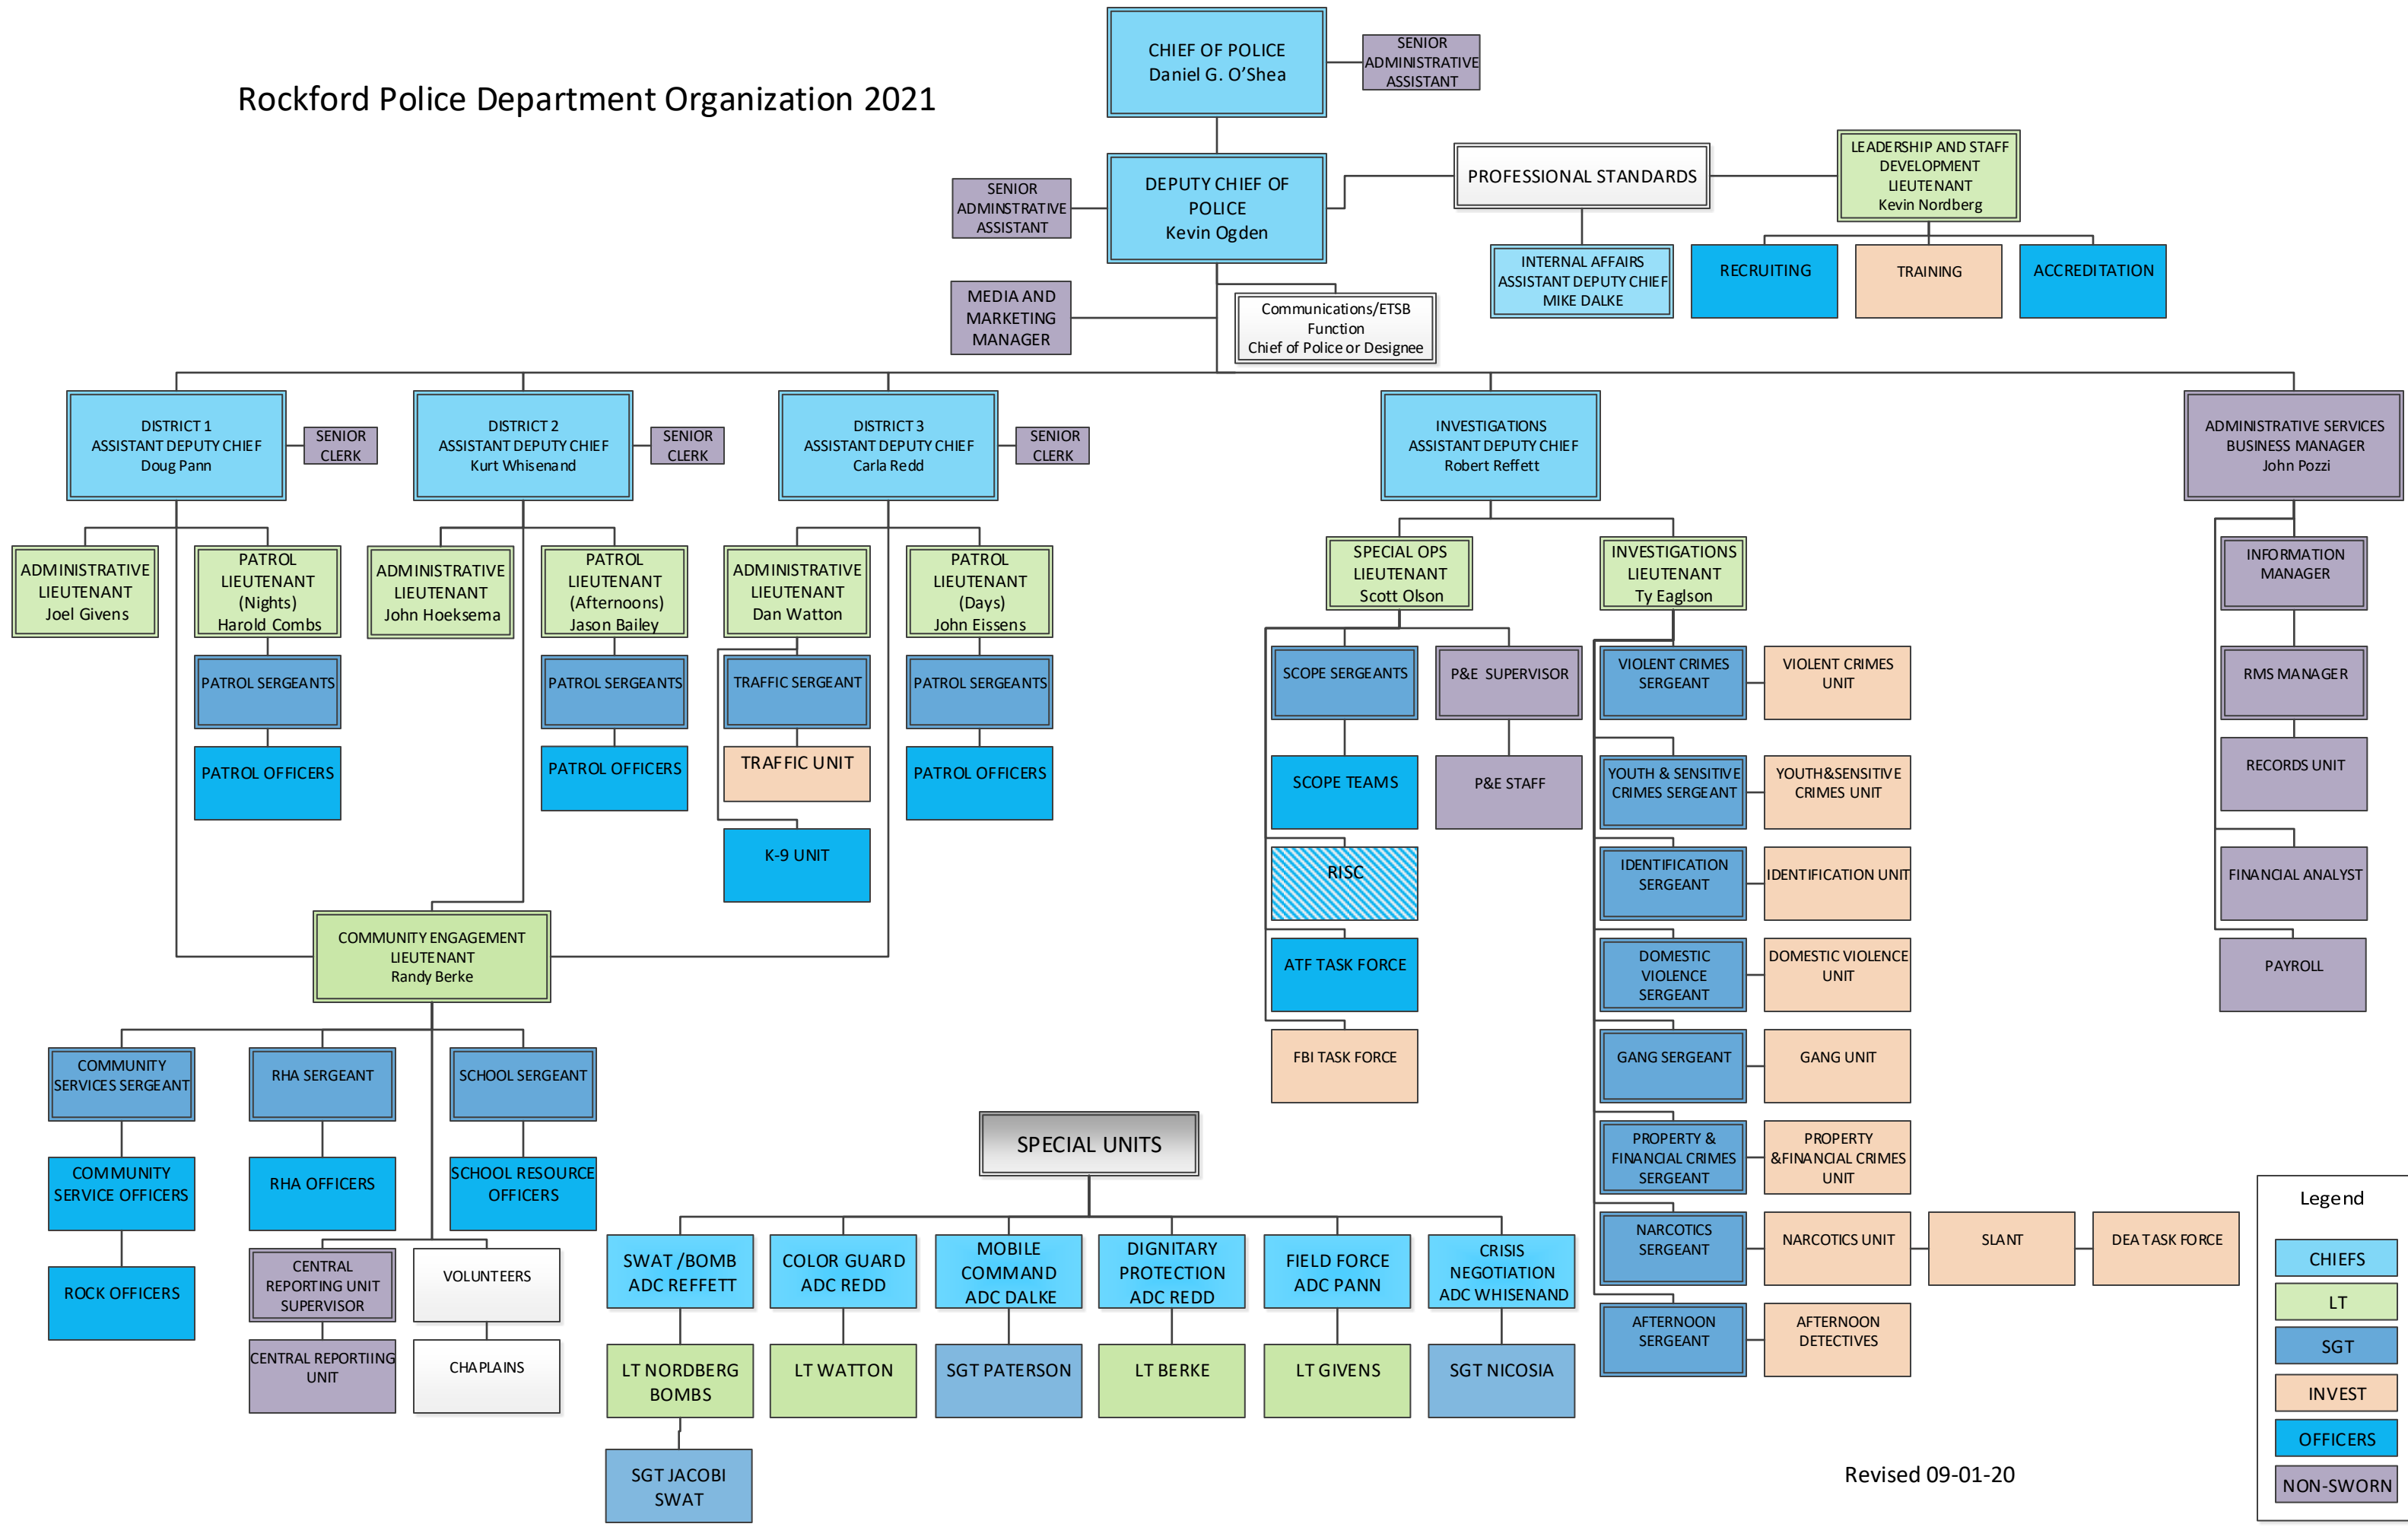 Rockford Police Department Organization 2021
CHIEF OF POLICE
Daniel G. O’Shea
SENIOR
ADMINISTRATIVE
ASSISTANT
DEPUTY CHIEF OF
POLICE
Kevin Ogden
SENIOR
ADMINSTRATIVE
ASSISTANT
PROFESSIONAL STANDARDS
LEADERSHIP AND STAFF
DEVELOPMENT
LIEUTENANT
Kevin Nordberg
INTERNAL AFFAIRS
ASSISTANT DEPUTY CHIEF
MIKE DALKE
RECRUITING
TRAINING
ACCREDITATION
MEDIA AND
MARKETING
MANAGER
Communications/ETSB
Function
Chief of Police or Designee
DISTRICT 1
ASSISTANT DEPUTY CHIEF
Doug Pann
SENIOR
CLERK
DISTRICT 2
ASSISTANT DEPUTY CHIEF
Kurt Whisenand
SENIOR
CLERK
DISTRICT 3
ASSISTANT DEPUTY CHIEF
Carla Redd
SENIOR
CLERK
INVESTIGATIONS
ASSISTANT DEPUTY CHIEF
Robert Reffett
ADMINISTRATIVE SERVICES
BUSINESS MANAGER
John Pozzi
ADMINISTRATIVE
LIEUTENANT
Joel Givens
PATROL
LIEUTENANT
(Nights)
Harold Combs
ADMINISTRATIVE
LIEUTENANT
John Hoeksema
PATROL
LIEUTENANT
(Afternoons)
Jason Bailey
ADMINISTRATIVE
LIEUTENANT
Dan Watton
PATROL
LIEUTENANT
(Days)
John Eissens
SPECIAL OPS
LIEUTENANT
Scott Olson
INVESTIGATIONS
LIEUTENANT
Ty Eaglson
INFORMATION
MANAGER
PATROL SERGEANTS
PATROL SERGEANTS
TRAFFIC SERGEANT
PATROL SERGEANTS
SCOPE SERGEANTS
P&E  SUPERVISOR
VIOLENT CRIMES
SERGEANT
VIOLENT CRIMES
UNIT
RMS MANAGER
PATROL OFFICERS
PATROL OFFICERS
TRAFFIC UNIT
PATROL OFFICERS
SCOPE TEAMS
P&E STAFF
YOUTH & SENSITIVE
CRIMES SERGEANT
YOUTH&SENSITIVE
CRIMES UNIT
RECORDS UNIT
K-9 UNIT
RISC
IDENTIFICATION
SERGEANT
IDENTIFICATION UNIT
FINANCIAL ANALYST
COMMUNITY ENGAGEMENT
LIEUTENANT
Randy Berke
ATF TASK FORCE
DOMESTIC
VIOLENCE
SERGEANT
DOMESTIC VIOLENCE
UNIT
PAYROLL
COMMUNITY
SERVICES SERGEANT
RHA SERGEANT
SCHOOL SERGEANT
FBI TASK FORCE
GANG SERGEANT
GANG UNIT
COMMUNITY
SERVICE OFFICERS
RHA OFFICERS
SCHOOL RESOURCE
OFFICERS
SPECIAL UNITS
PROPERTY &
FINANCIAL CRIMES
SERGEANT
PROPERTY
&FINANCIAL CRIMES
UNIT
ROCK OFFICERS
CENTRAL
REPORTING UNIT
SUPERVISOR
VOLUNTEERS
SWAT /BOMB
ADC REFFETT
COLOR GUARD
ADC REDD
MOBILE
COMMAND
ADC DALKE
DIGNITARY
PROTECTION
ADC REDD
FIELD FORCE
ADC PANN
CRISIS
NEGOTIATION
ADC WHISENAND
NARCOTICS
SERGEANT
NARCOTICS UNIT
SLANT
DEA TASK FORCE
CENTRAL REPORTIING
UNIT
CHAPLAINS
LT NORDBERG
BOMBS
LT WATTON
SGT PATERSON
LT BERKE
LT GIVENS
SGT NICOSIA
AFTERNOON
SERGEANT
AFTERNOON
DETECTIVES
SGT JACOBI
SWAT
Revised 09-01-20
Legend
CHIEFS
LT
SGT
INVEST
OFFICERS
NON-SWORN